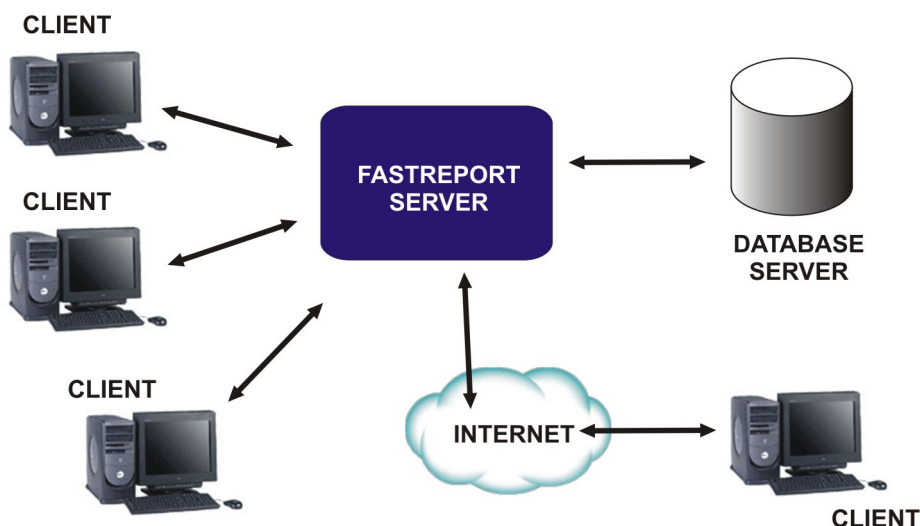 CLIENT
CLIENT
CLIENT
FASTREPORT
SERVER
DATABASE
SERVER
INTERNET
CLIENT